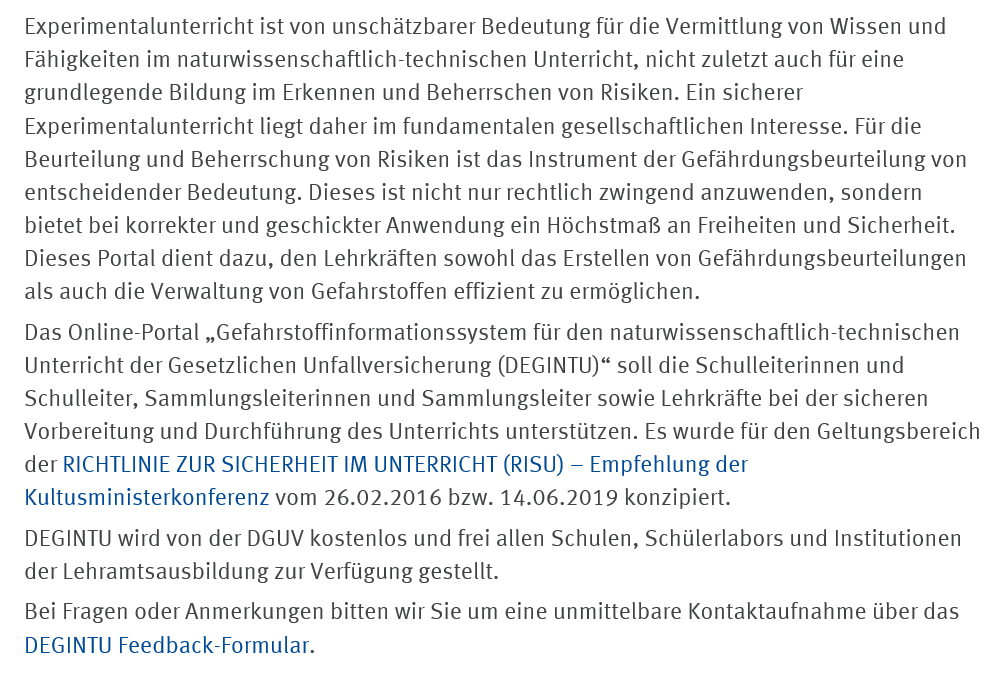 Experimentalunterricht ist von unschätzbarer Bedeutung für die Vermittlung von Wissen und
Fähigkeiten im naturwissenschaftlich-technischen Unterricht, nicht zuletzt auch für eine
grundlegende Bildung im Erkennen und Beherrschen von Risiken. Ein sicherer
Experimentalunterricht liegt daher im fundamentalen gesellschaftlichen Interesse. Für die
Beurteilung und Beherrschung von Risiken ist das Instrument der Gefährdungsbeurteilung von
entscheidender Bedeutung. Dieses ist nicht nur rechtlich zwingend anzuwenden, sondern
bietet bei korrekter und geschickter Anwendung ein Höchstmaß an Freiheiten und Sicherheit.
Dieses Portal dient dazu, den Lehrkräften sowohl das Erstellen von Gefährdungsbeurteilungen
als auch die Verwaltung von Gefahrstoffen effizient zu ermöglichen.
Das Online-Portal „Gefahrstoffinformationssystem für den naturwissenschaftlich-technischen
Unterricht der Gesetzlichen Unfallversicherung (DEGINTU)“ soll die Schulleiterinnen und
Schulleiter, Sammlungsleiterinnen und Sammlungsleiter sowie Lehrkräfte bei der sicheren
Vorbereitung und Durchführung des Unterrichts unterstützen. Es wurde für den Geltungsbereich
der RICHTLINIE ZUR SICHERHEIT IM UNTERRICHT (RISU) – Empfehlung der
Kultusministerkonferenz vom 26.02.2016 bzw. 14.06.2019 konzipiert.
DEGINTU wird von der DGUV kostenlos und frei allen Schulen, Schülerlabors und Institutionen
der Lehramtsausbildung zur Verfügung gestellt.
Bei Fragen oder Anmerkungen bitten wir Sie um eine unmittelbare Kontaktaufnahme über das
DEGINTU Feedback-Formular.